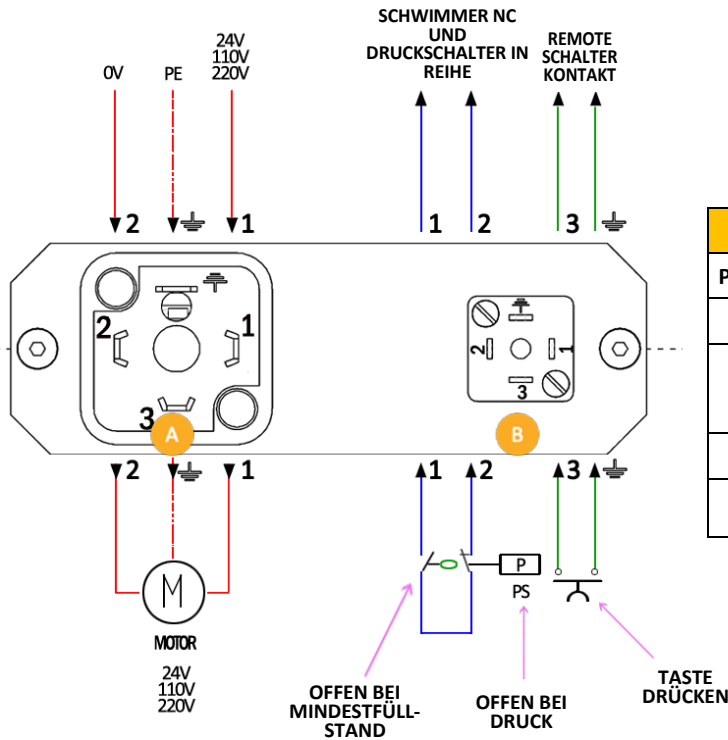 SCHWIMMER NC
UND
DRUCKSCHALTER IN
REIHE
REMOTE
SCHALTER
KONTAKT
24V
110V
220V
0V
PE
2
1
1
2
3
P
2
1
3
A
2
1
3
B
2
1
1
2
3
M
MOTOR
24V
110V
220V
P
PS
OFFEN BEI
MINDESTFÜLL-
STAND
OFFEN BEI
DRUCK
TASTE
DRÜCKEN